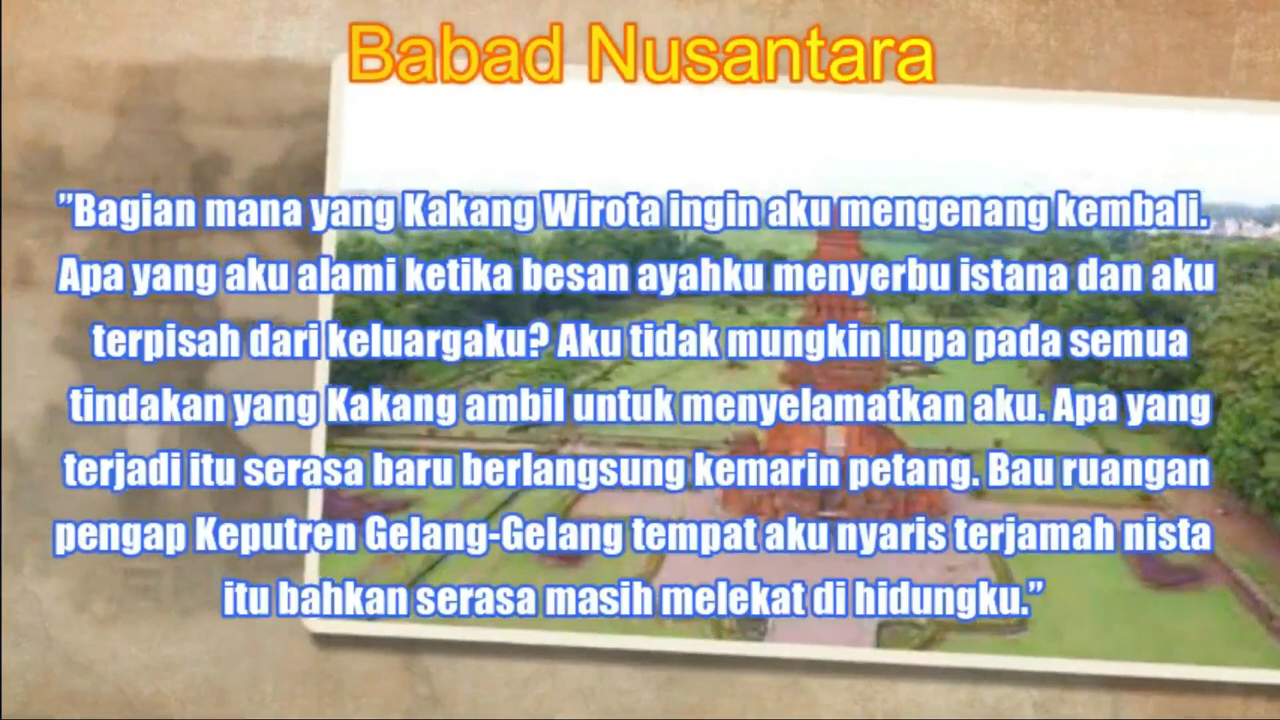 Babad Nusantara
”Bagian mana yang Kakang Wirota ingin aku mengenang kembali.
Apa yang aku alami ketika besan ayahku menyerbu istana dan aku
terpisah dari keluargaku? Aku tidak mungkin lupa pada semua
tindakan yang Kakang ambil untuk menyelamatkan aku. Apa yang
terjadi itu serasa baru berlangsung kemarin petang. Bau ruangan
pengap Keputren Gelang-Gelang tempat aku nyaris terjamah nista
itu bahkan serasa masih melekat di hidungku.”